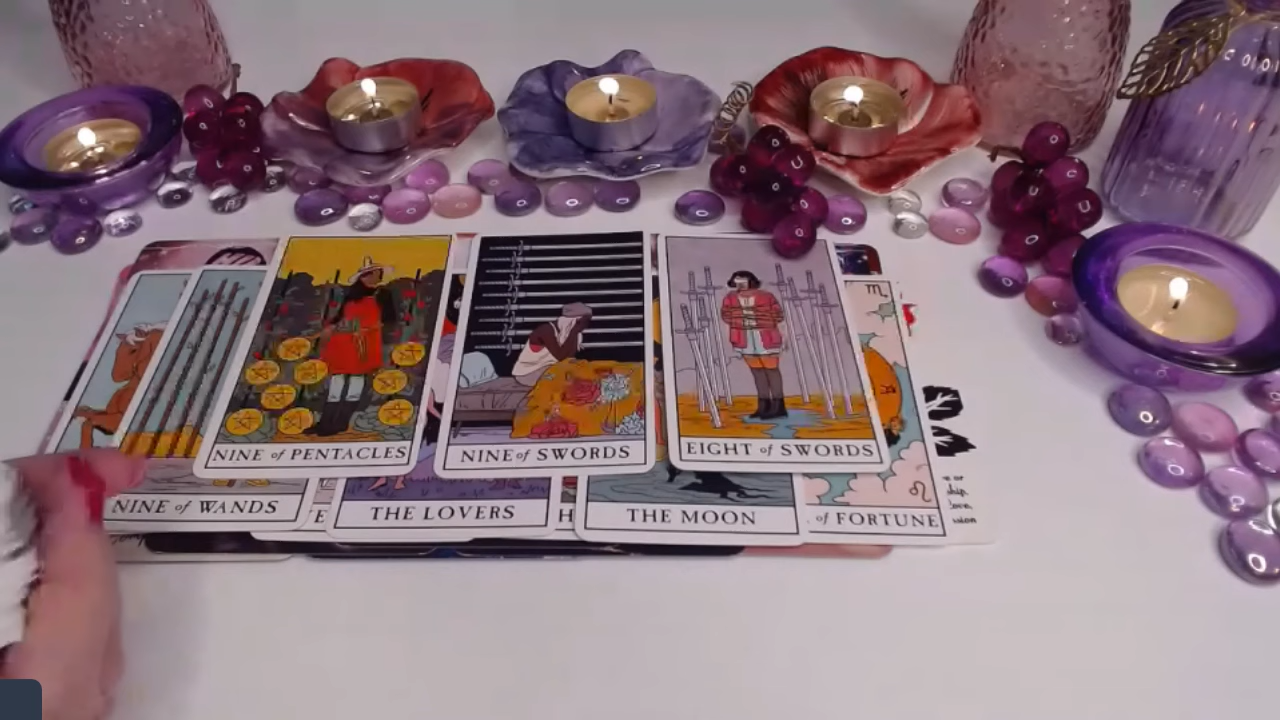 NINE of PENTACLES
NINE of SWORDS
EIGHT of SWORDS
NINE of WANDS
THE LOVERS
THE MOON
of FORTUNE